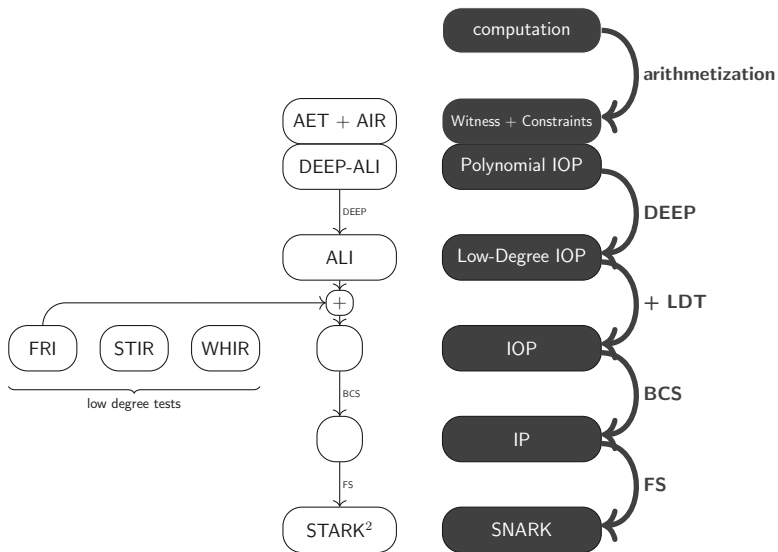 computation
arithmetization
AET + AIR
Witness + Constraints
DEEP-ALI
Polynomial IOP
DEEP
DEEP
ALI
Low-Degree IOP
+
+ LDT
FRI
STIR
WHIR
IOP
low degree tests
BCS
BCS
IP
FS
FS
STARK²
SNARK